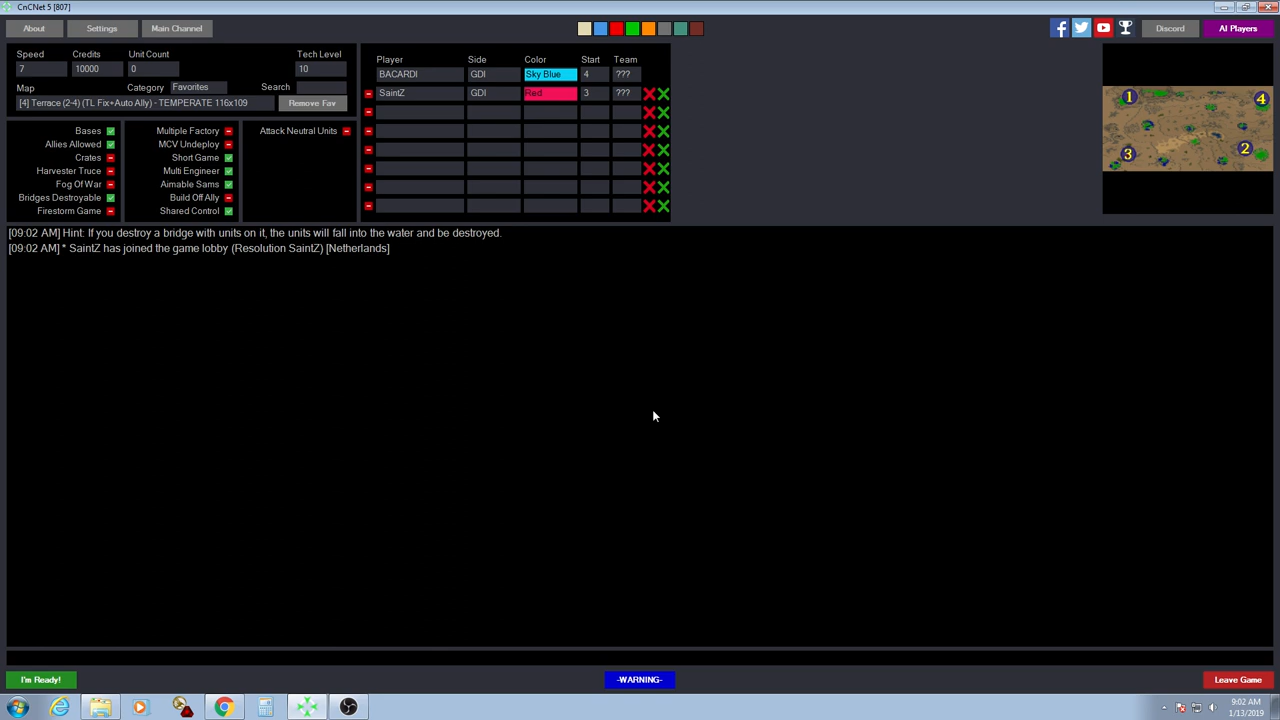 CnCNet 5 [807]
About Settings Main Channel
Discord AI Players
Speed Credits Unit Count Tech Level
7 10000 0 10
Map Category Favorites Search
[4] Terrace (2-4) (TL Fix+Auto Ally) - TEMPERATE 116x109 Remove Fav
Player Side Color Start Team
BACARDI GDI Sky Blue 4 ???
SaintZ GDI Red 3 ???
Bases Multiple Factory Attack Neutral Units
Allies Allowed MCV Undeploy
Crates Short Game
Harvester Truce Multi Engineer
Fog Of War Aimable Sams
Bridges Destroyable Build Off Ally
Firestorm Game Shared Control
1 4
3 2
[09:02 AM] Hint: If you destroy a bridge with units on it, the units will fall into the water and be destroyed.
[09:02 AM] * SaintZ has joined the game lobby (Resolution SaintZ) [Netherlands]
I'm Ready! -WARNING- Leave Game
9:02 AM
1/13/2019